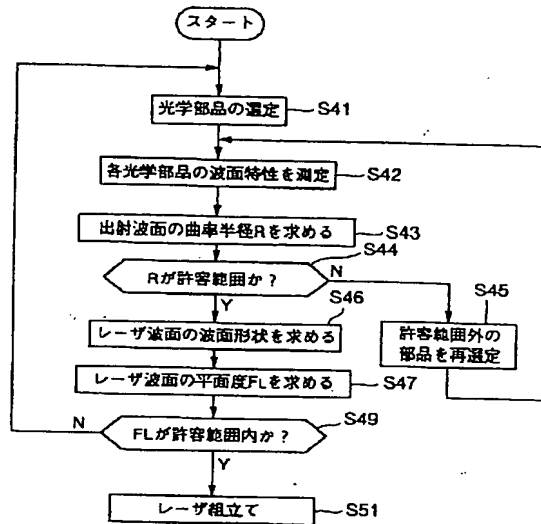 スタート
光学部品の選定
S41
各光学部品の波面特性を測定
S42
出射波面の曲率半径Rを求める
S43
S44
Rが許容範囲か？
N
Y
S45
許容範囲外の
部品を再選定
S46
レーザ波面の波面形状を求める
レーザ波面の平面度FLを求める
S47
N
S49
FLが許容範囲内か？
Y
レーザ組立て
S51